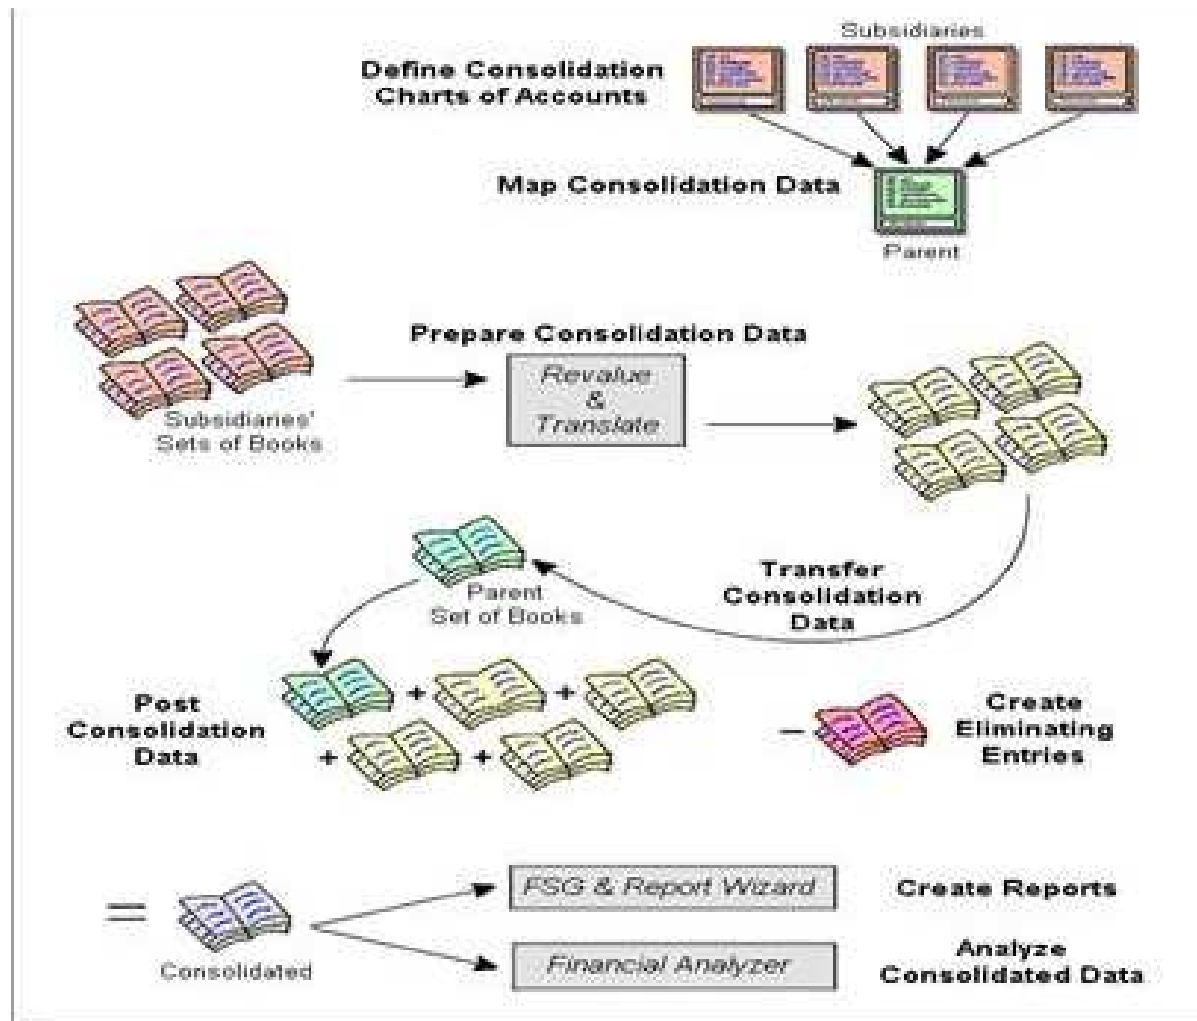 Subsidiaries
Define Consolidation
Charts of Accounts
Map Consolidation Data
Parent
Prepare Consolidation Data
Revalue
&
Translate
Subsidiaries'
Sets of Books
Transfer
Consolidation
Data
Parent
Set of Books
Post
Consolidation
Data
+
+
+
+
–
Create
Eliminating
Entries
=
Consolidated
FSG & Report Wizard
Create Reports
Financial Analyzer
Analyze
Consolidated Data